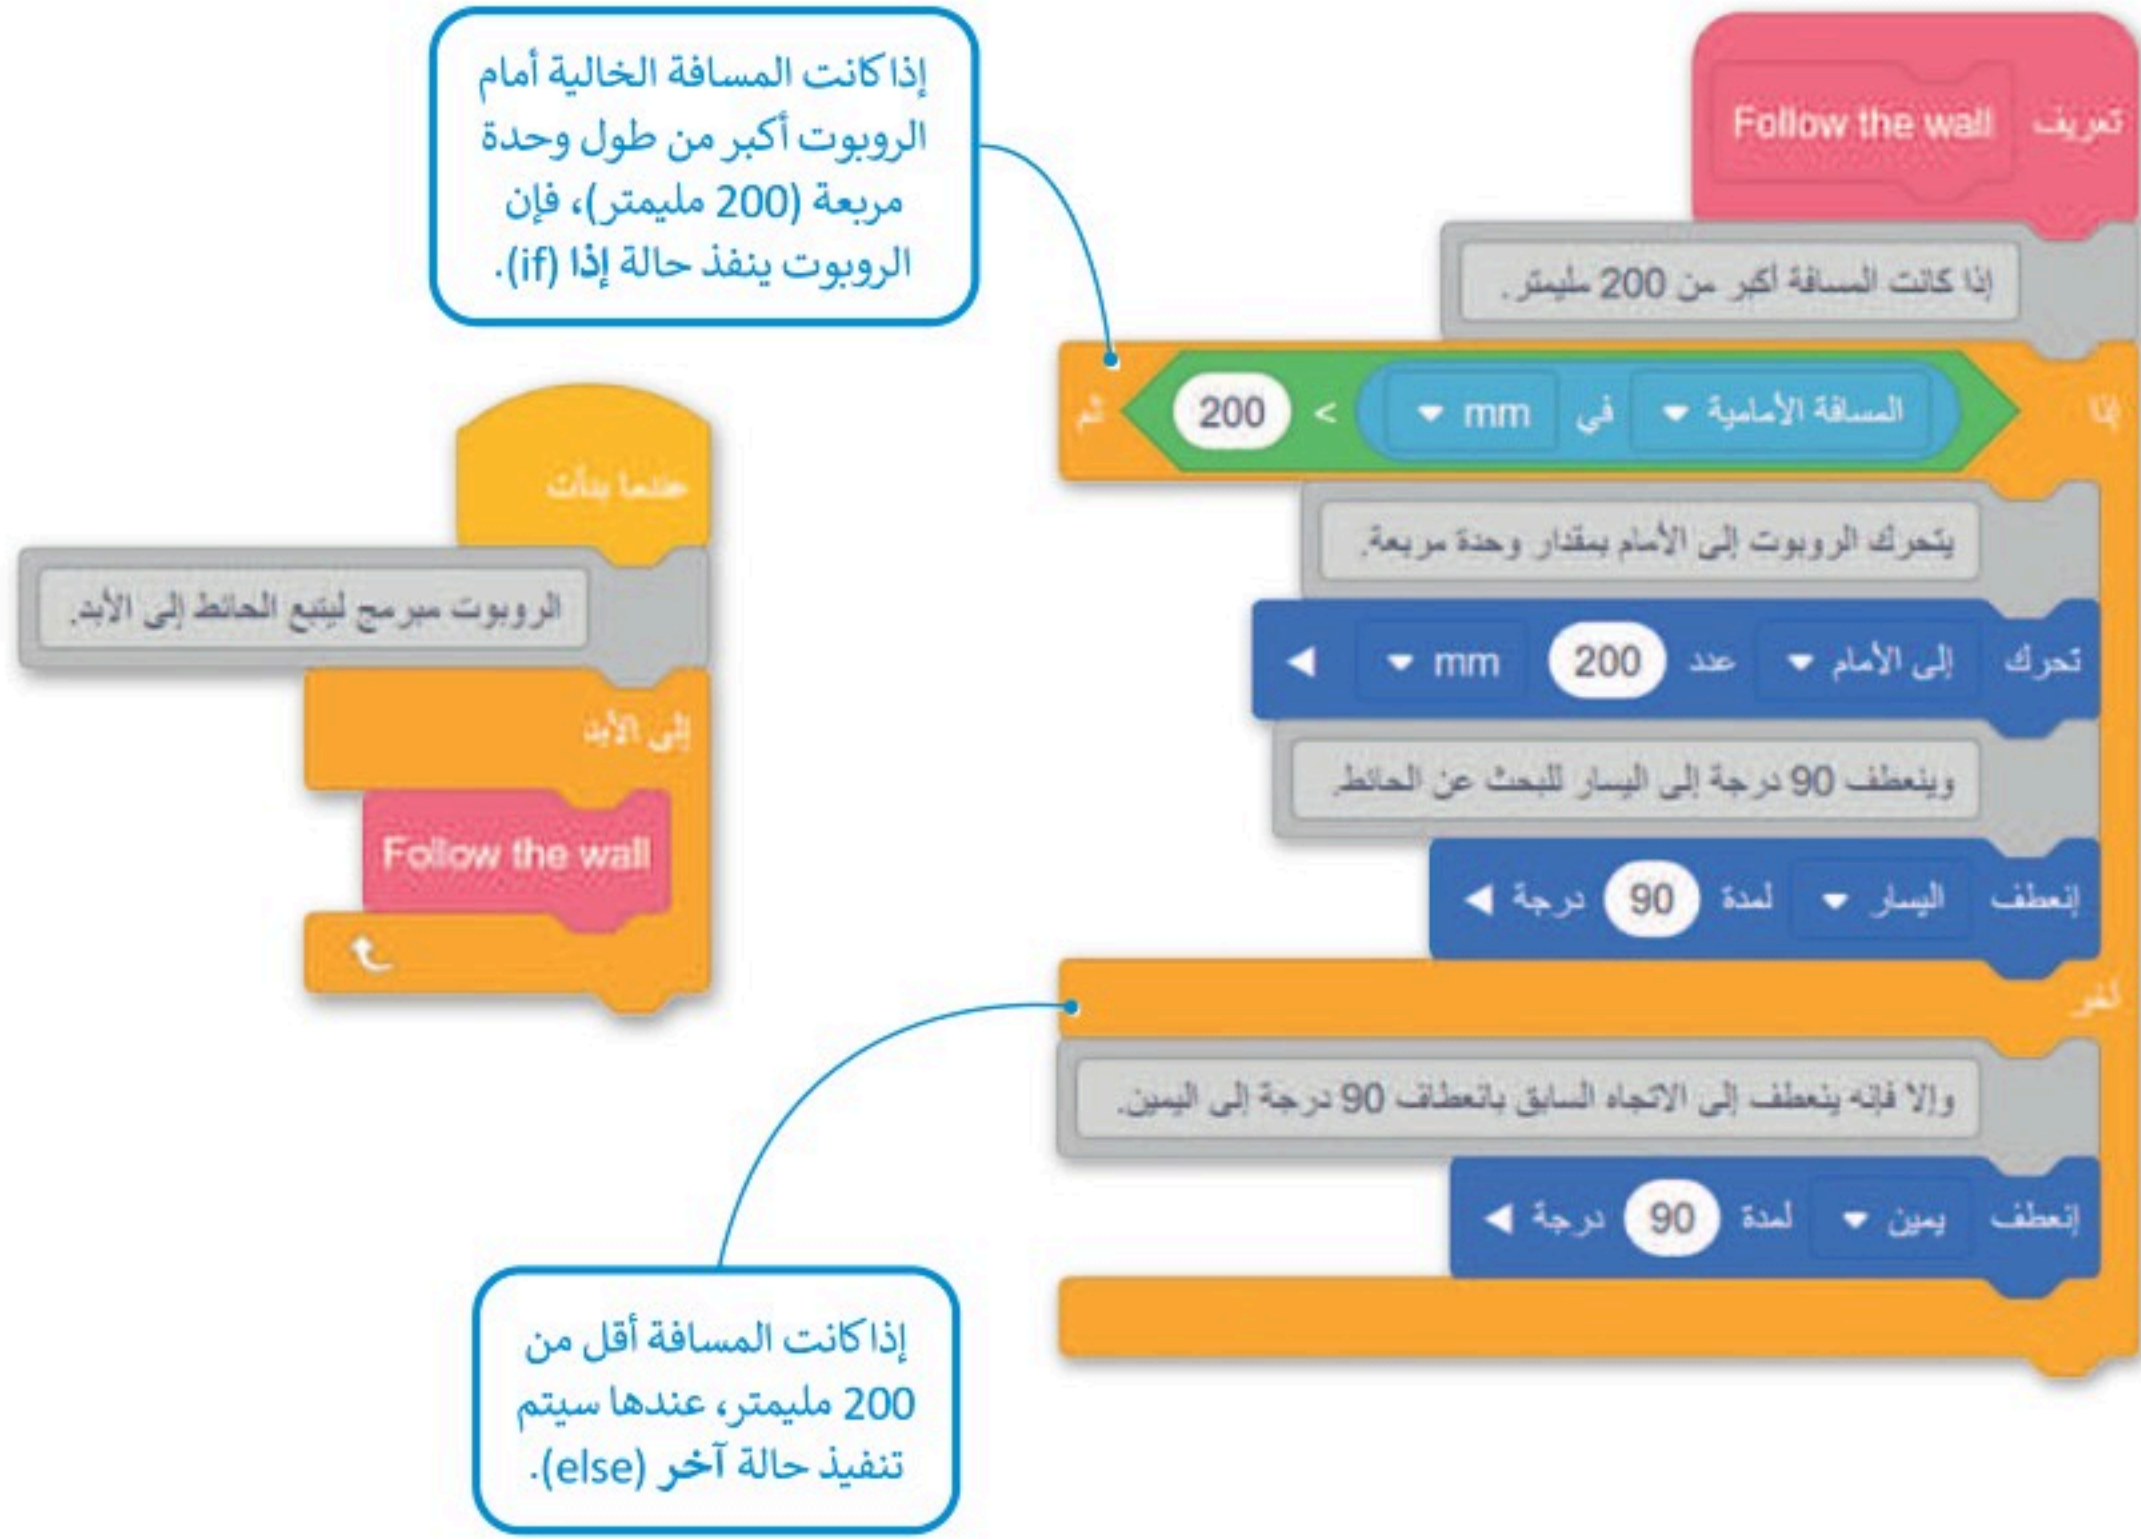 إذا كانت المسافة الخالية أمام
الروبوت أكبر من طول وحدة
مربعة (200 مليمتر)، فإن
الروبوت ينفذ حالة إذا (if).
تعريف Follow the wall
إذا كانت المسافة أكبر من 200 مليمتر.
إذا المسافة الأمامية في mm > 200 ثم
يتحرك الروبوت إلى الأمام بمقدار وحدة مربعة.
تحرك إلى الأمام عدد 200 mm
وينعطف 90 درجة إلى اليسار للبحث عن الحائط.
إنعطف اليسار لمدة 90 درجة
آخر
وإلا فإنه ينعطف إلى الاتجاه السابق بانعطاف 90 درجة إلى اليمين.
إنعطف يمين لمدة 90 درجة
عندما بدأت
الروبوت مبرمج ليتبع الحائط إلى الأبد.
إلى الأبد
Follow the wall
إذا كانت المسافة أقل من
200 مليمتر، عندها سيتم
تنفيذ حالة آخر (else).